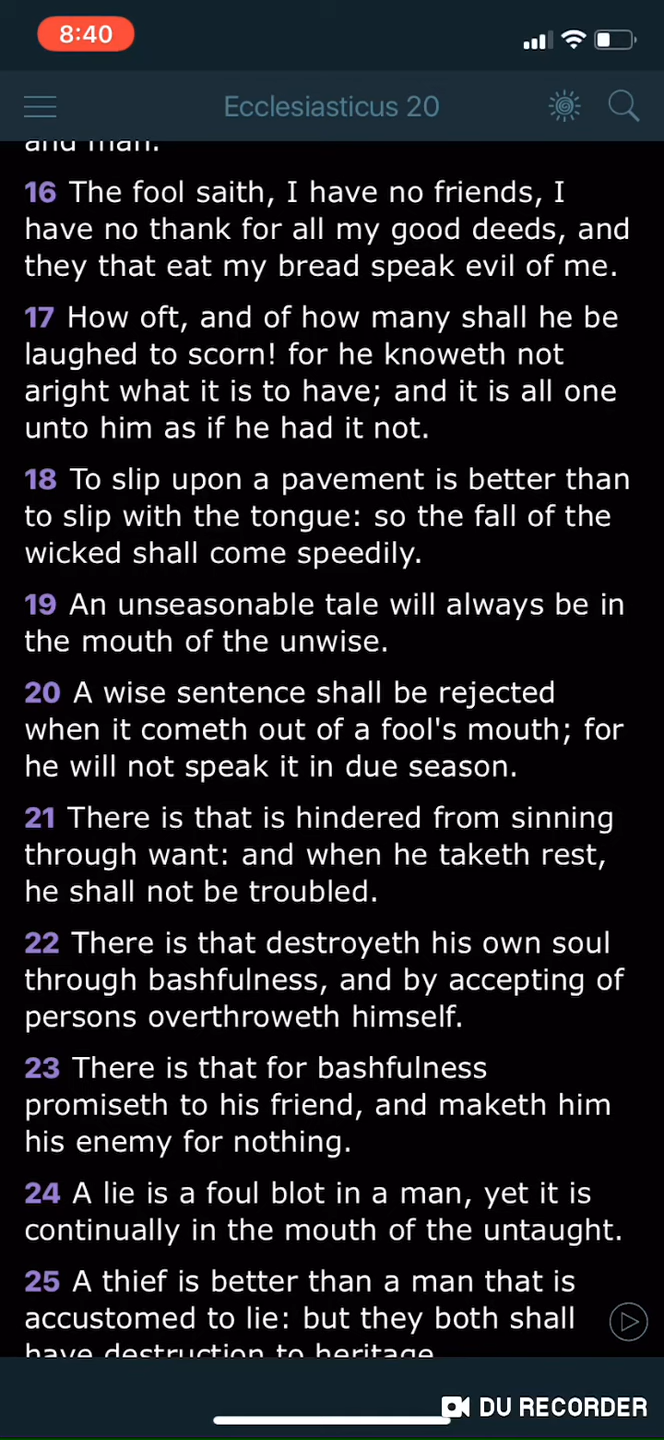 8:40
Ecclesiasticus 20
and man.
16 The fool saith, I have no friends, I
have no thank for all my good deeds, and
they that eat my bread speak evil of me.
17 How oft, and of how many shall he be
laughed to scorn! for he knoweth not
aright what it is to have; and it is all one
unto him as if he had it not.
18 To slip upon a pavement is better than
to slip with the tongue: so the fall of the
wicked shall come speedily.
19 An unseasonable tale will always be in
the mouth of the unwise.
20 A wise sentence shall be rejected
when it cometh out of a fool's mouth; for
he will not speak it in due season.
21 There is that is hindered from sinning
through want: and when he taketh rest,
he shall not be troubled.
22 There is that destroyeth his own soul
through bashfulness, and by accepting of
persons overthroweth himself.
23 There is that for bashfulness
promiseth to his friend, and maketh him
his enemy for nothing.
24 A lie is a foul blot in a man, yet it is
continually in the mouth of the untaught.
25 A thief is better than a man that is
accustomed to lie: but they both shall
have destruction to heritage.
DU RECORDER